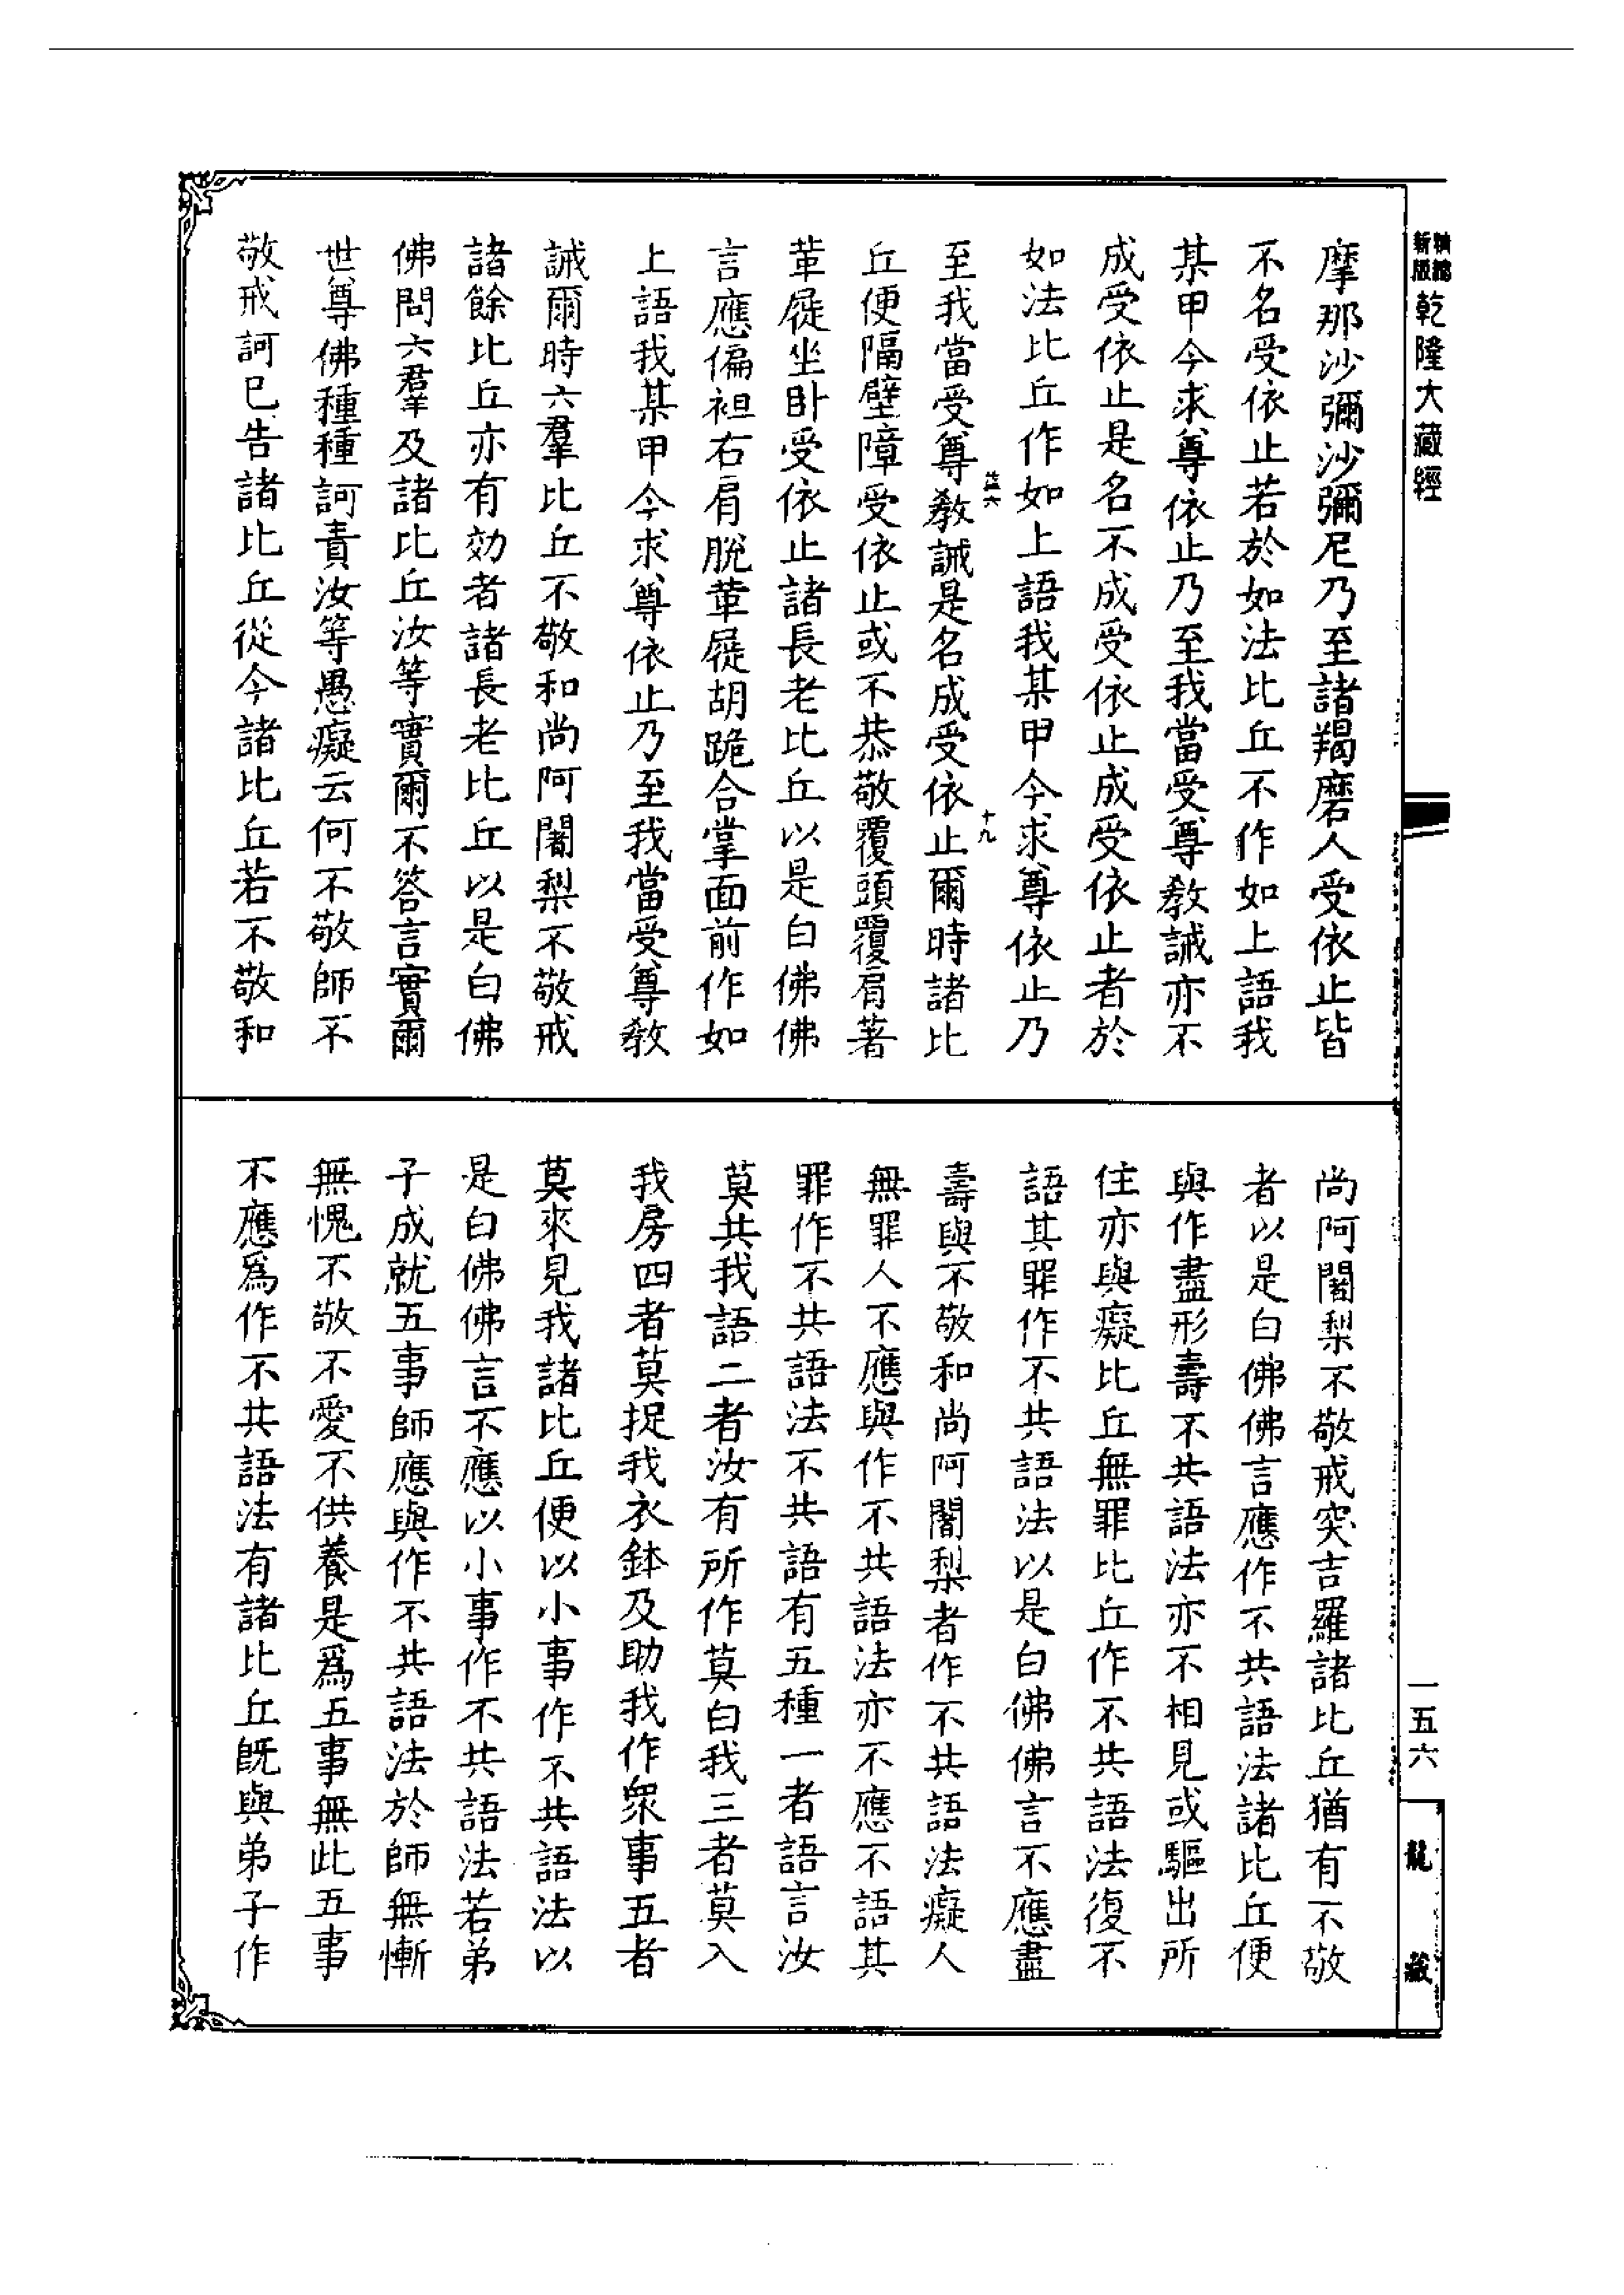 精縮
新版
乾隆大藏經
摩那沙彌沙彌尼乃至諸羯磨人受依止皆
不名受依止若於如法比丘不作如上語我
某甲今求尊依止乃至我當受尊教誡亦不
成受依止是名不成受依止成受依止者於
如法比丘作如上語我某甲今求尊依止乃
至我當受尊教誡是名成受依止爾時諸比
丘便隔壁障受依止或不恭敬覆頭覆肩著
革屣坐卧受依止諸長老比丘以是白佛佛
言應偏袒右肩脫革屣胡跪合掌面前作如
上語我某甲今求尊依止乃至我當受尊教
誡爾時六羣比丘不敬和尚阿闍梨不敬戒
諸餘比丘亦有効者諸長老比丘以是白佛
佛問六羣及諸比丘汝等實爾不答言實爾
世尊佛種種訶責汝等愚癡云何不敬師不
敬戒訶已告諸比丘從今諸比丘若不敬和
十九
尚阿闍梨不敬戒突吉羅諸比丘猶有不敬
者以是白佛佛言應作不共語法諸比丘便
與作盡形壽不共語法亦不相見或驅出所
住亦與癡比丘無罪比丘作不共語法復不
語其罪作不共語法以是白佛佛言不應盡
壽與不敬和尚阿闍梨者作不共語法癡人
無罪人不應與作不共語法亦不應不語其
罪作不共語法不共語有五種一者語言汝
莫共我語二者汝有所作莫白我三者莫入
我房四者莫捉我衣鉢及助我作衆事五者
莫來見我諸比丘便以小事作不共語法以
是白佛佛言不應以小事作不共語法若弟
子成就五事師應與作不共語法於師無慚
無愧不敬不愛不供養是爲五事無此五事
不應爲作不共語法有諸比丘旣與弟子作
一五六
龍藏